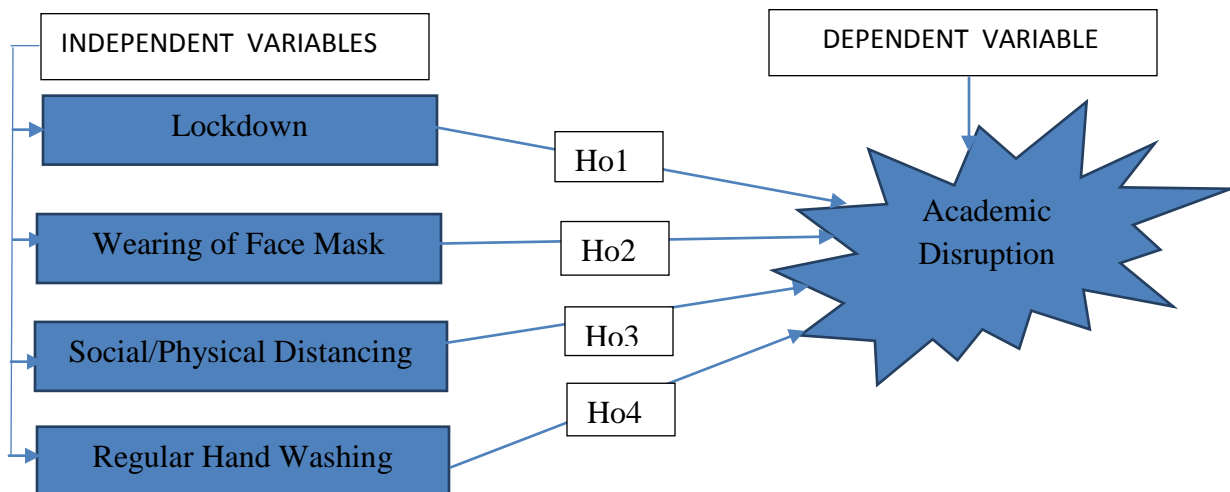 INDEPENDENT VARIABLES
DEPENDENT VARIABLE
Lockdown
Ho1
Academic
Disruption
Wearing of Face Mask
Ho2
Social/Physical Distancing
Ho3
Regular Hand Washing
Ho4